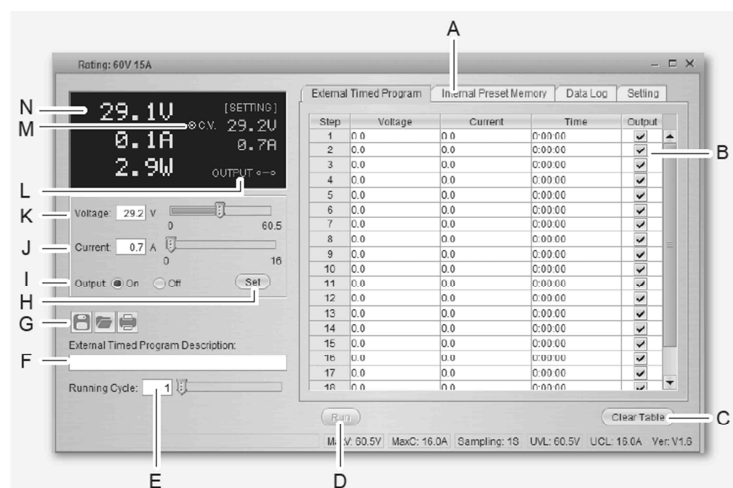 A
Rating: 60V 15A
External Timed Program Internal Preset Memory Data Log Setting
N 29.1V [SETTING]
M C.V. 29.2V
0.1A 0.7A
2.9W OUTPUT
L
K Voltage: 29.2 V
0 60.5
J Current: 0.7 A
0 16
I Output: On Off Set
H
G
External Timed Program Description:
F
Running Cycle: 1
E
Step Voltage Current Time Output
1 0.0 0.0 0:00:00
2 0.0 0.0 0:00:00
3 0.0 0.0 0:00:00
4 0.0 0.0 0:00:00
5 0.0 0.0 0:00:00
6 0.0 0.0 0:00:00
7 0.0 0.0 0:00:00
8 0.0 0.0 0:00:00
9 0.0 0.0 0:00:00
10 0.0 0.0 0:00:00
11 0.0 0.0 0:00:00
12 0.0 0.0 0:00:00
13 0.0 0.0 0:00:00
14 0.0 0.0 0:00:00
15 0.0 0.0 0:00:00
16 0.0 0.0 0:00:00
17 0.0 0.0 0:00:00
18 0.0 0.0 0:00:00
B
Run Clear Table C
60.5V MaxC: 16.0A Sampling: 1S UVL: 60.5V UCL: 16.0A Ver: V1.6
D